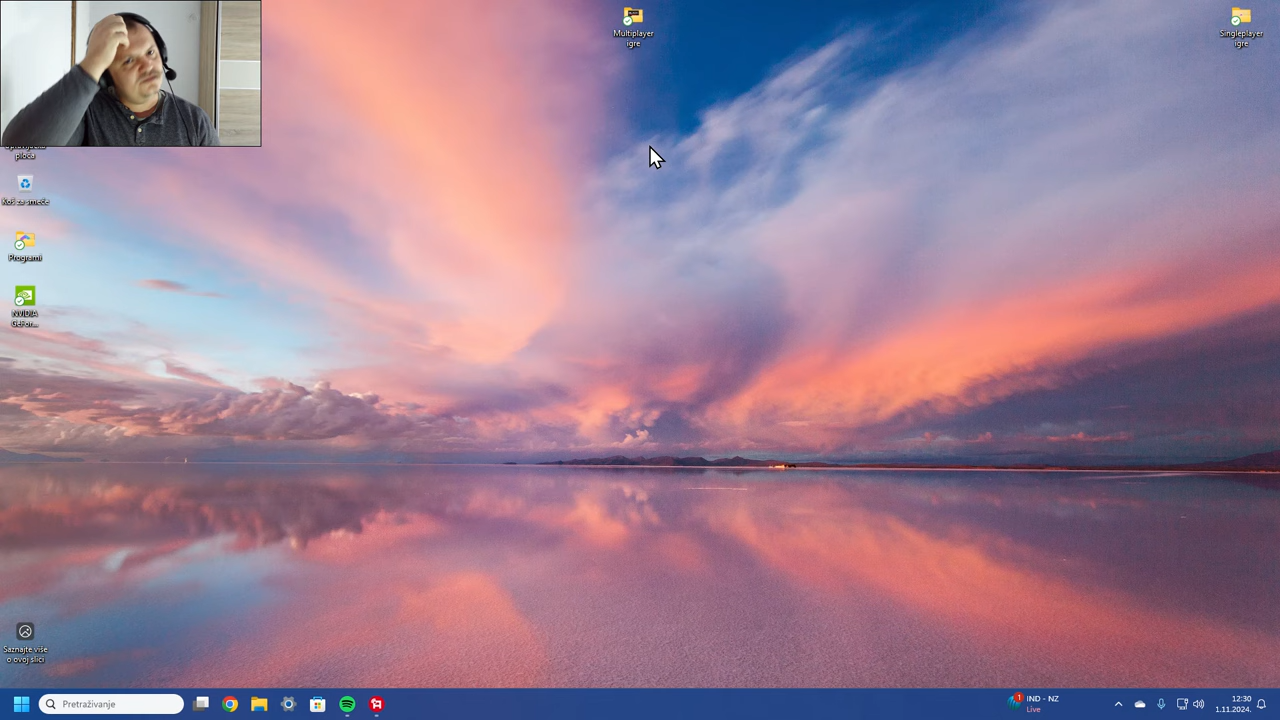 Multiplayer
igre
Singleplayer
igre
ploča
Koš za smeće
Programi
NVIDIA
GeFor...
Saznajte više
o ovoj slici
Pretraživanje
1
IND - NZ
Live
12:30
1.11.2024.